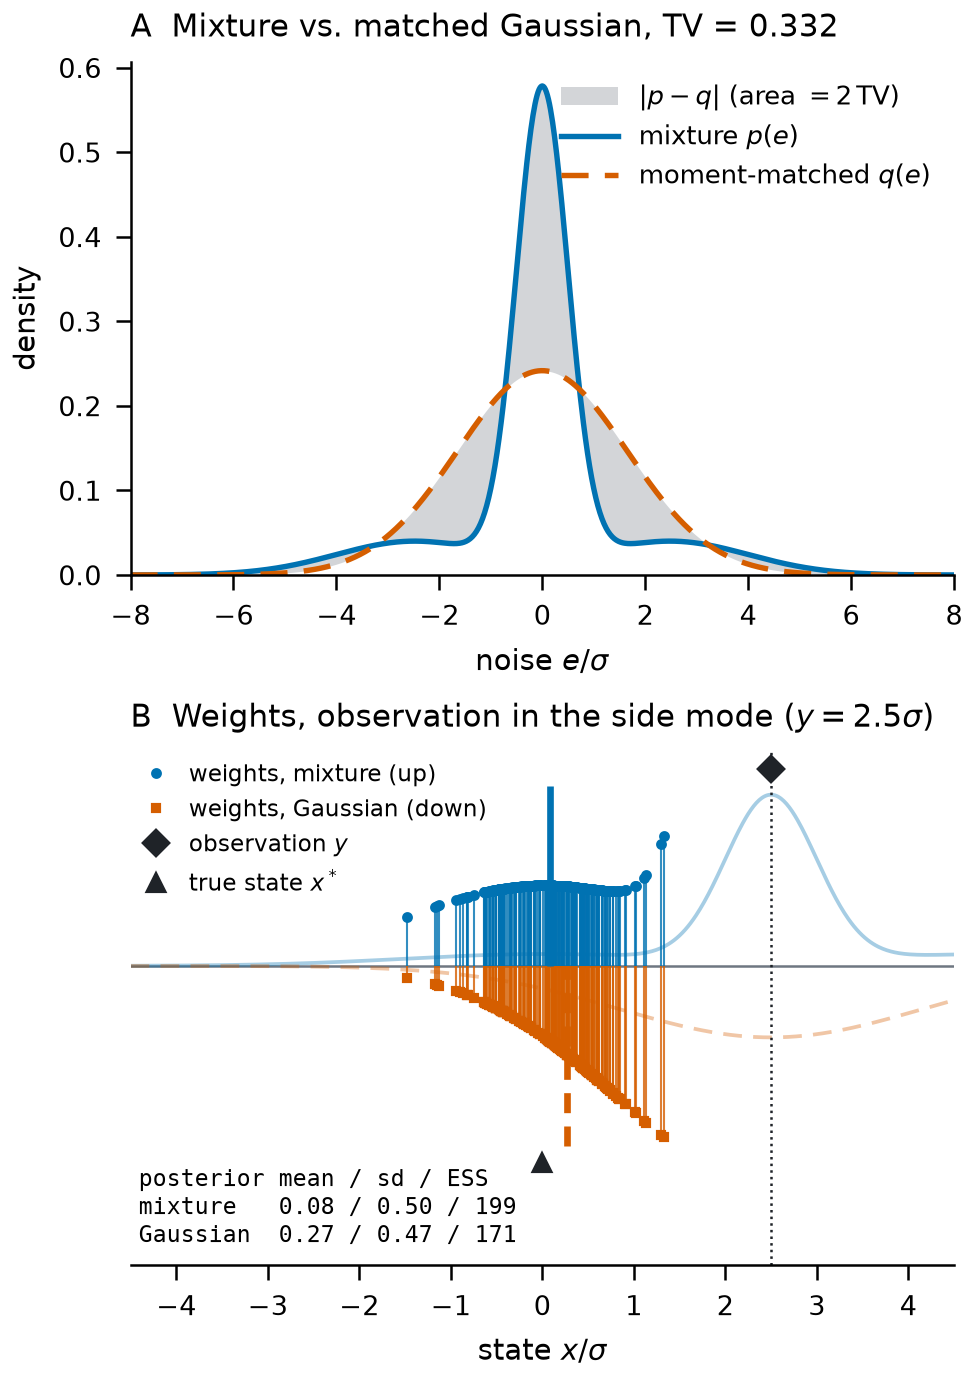 A Mixture vs. matched Gaussian, TV = 0.332
0.6
0.5
0.4
0.3
0.2
0.1
0.0
density
|p − q| (area = 2 TV)
mixture p(e)
moment-matched q(e)
−8 −6 −4 −2 0 2 4 6 8
noise e/σ
B Weights, observation in the side mode (y = 2.5σ)
weights, mixture (up)
weights, Gaussian (down)
observation y
true state x*
posterior mean / sd / ESS
mixture 0.08 / 0.50 / 199
Gaussian 0.27 / 0.47 / 171
−4 −3 −2 −1 0 1 2 3 4
state x/σ